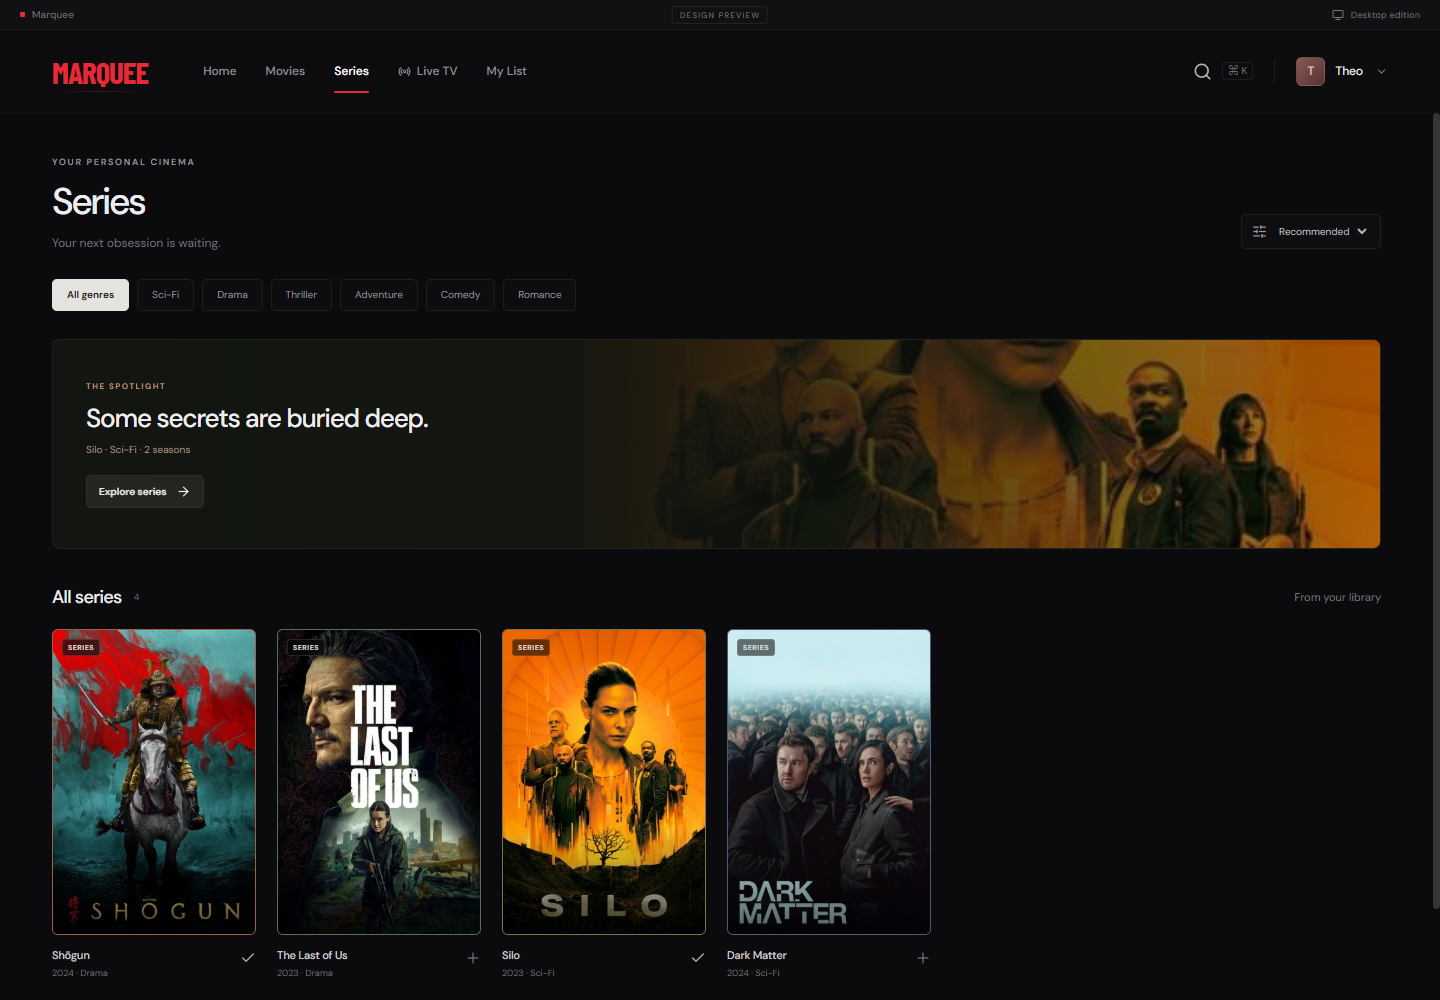 Marquee
DESIGN PREVIEW
Desktop edition
MARQUEE
Home
Movies
Series
Live TV
My List
⌘ K
T
Theo
YOUR PERSONAL CINEMA
Series
Your next obsession is waiting.
Recommended
All genres
Sci-Fi
Drama
Thriller
Adventure
Comedy
Romance
THE SPOTLIGHT
Some secrets are buried deep.
Silo · Sci-Fi · 2 seasons
Explore series
All series 4
From your library
SERIES
将軍 SHŌGUN
SERIES
THE
LAST
OF US
SERIES
SILO
SERIES
DARK
MATTER
Shōgun
2024 · Drama
The Last of Us
2023 · Drama
Silo
2023 · Sci-Fi
Dark Matter
2024 · Sci-Fi